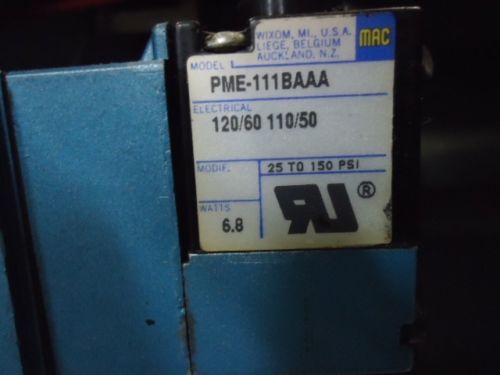 WIXOM, MI., U.S.A.
LIEGE, BELGIUM
AUCKLAND, N.Z.
MAC
MODEL
PME-111BAAA
ELECTRICAL
120/60 110/50
MODIF.
25 TO 150 PSI
WATTS
6.8
RU®